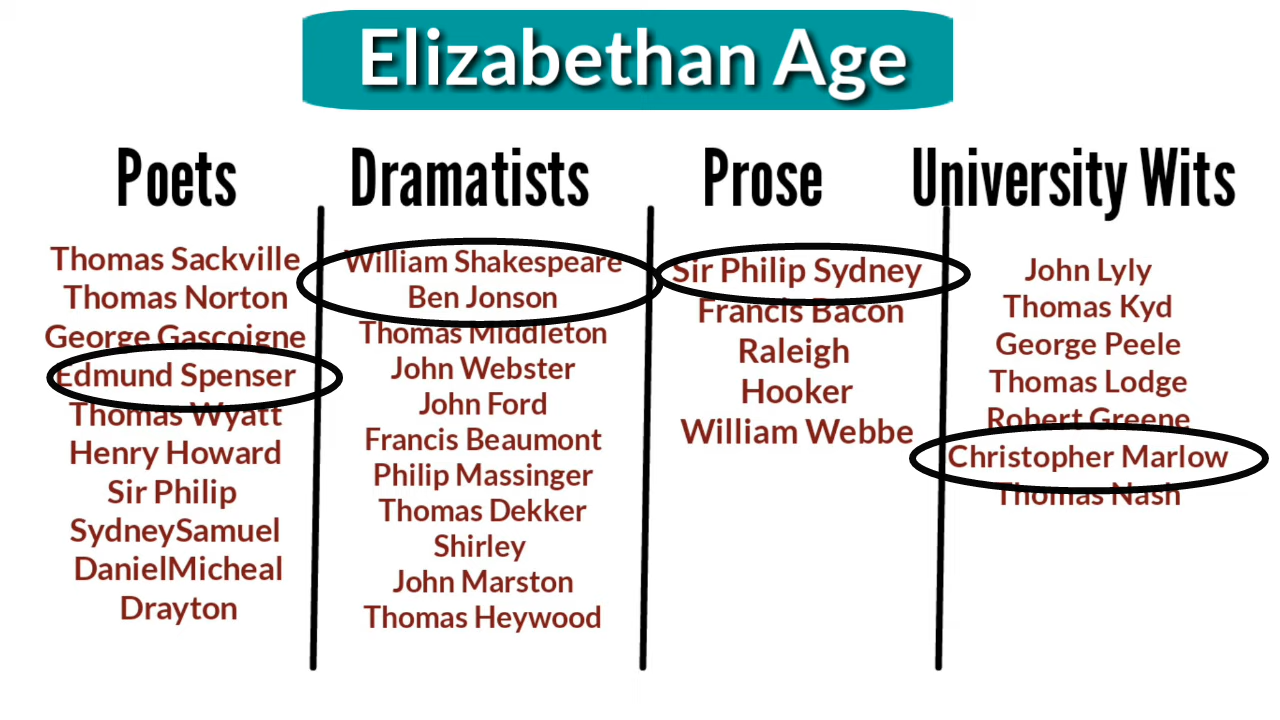 Elizabethan Age
Poets
Thomas Sackville
Thomas Norton
George Gascoigne
Edmund Spenser
Thomas Wyatt
Henry Howard
Sir Philip
SydneySamuel
DanielMicheal
Drayton
Dramatists
William Shakespeare
Ben Jonson
Thomas Middleton
John Webster
John Ford
Francis Beaumont
Philip Massinger
Thomas Dekker
Shirley
John Marston
Thomas Heywood
Prose
Sir Philip Sydney
Francis Bacon
Raleigh
Hooker
William Webbe
University Wits
John Lyly
Thomas Kyd
George Peele
Thomas Lodge
Robert Greene
Christopher Marlow
Thomas Nash